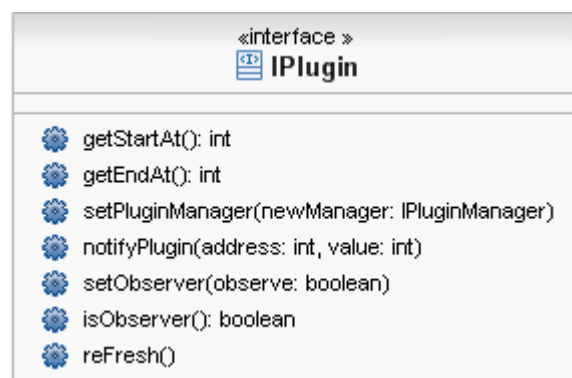 «interface »
IPlugin
getStartAt(): int
getEndAt(): int
setPluginManager(newManager: IPluginManager)
notifyPlugin(address: int, value: int)
setObserver(observe: boolean)
isObserver(): boolean
reFresh()